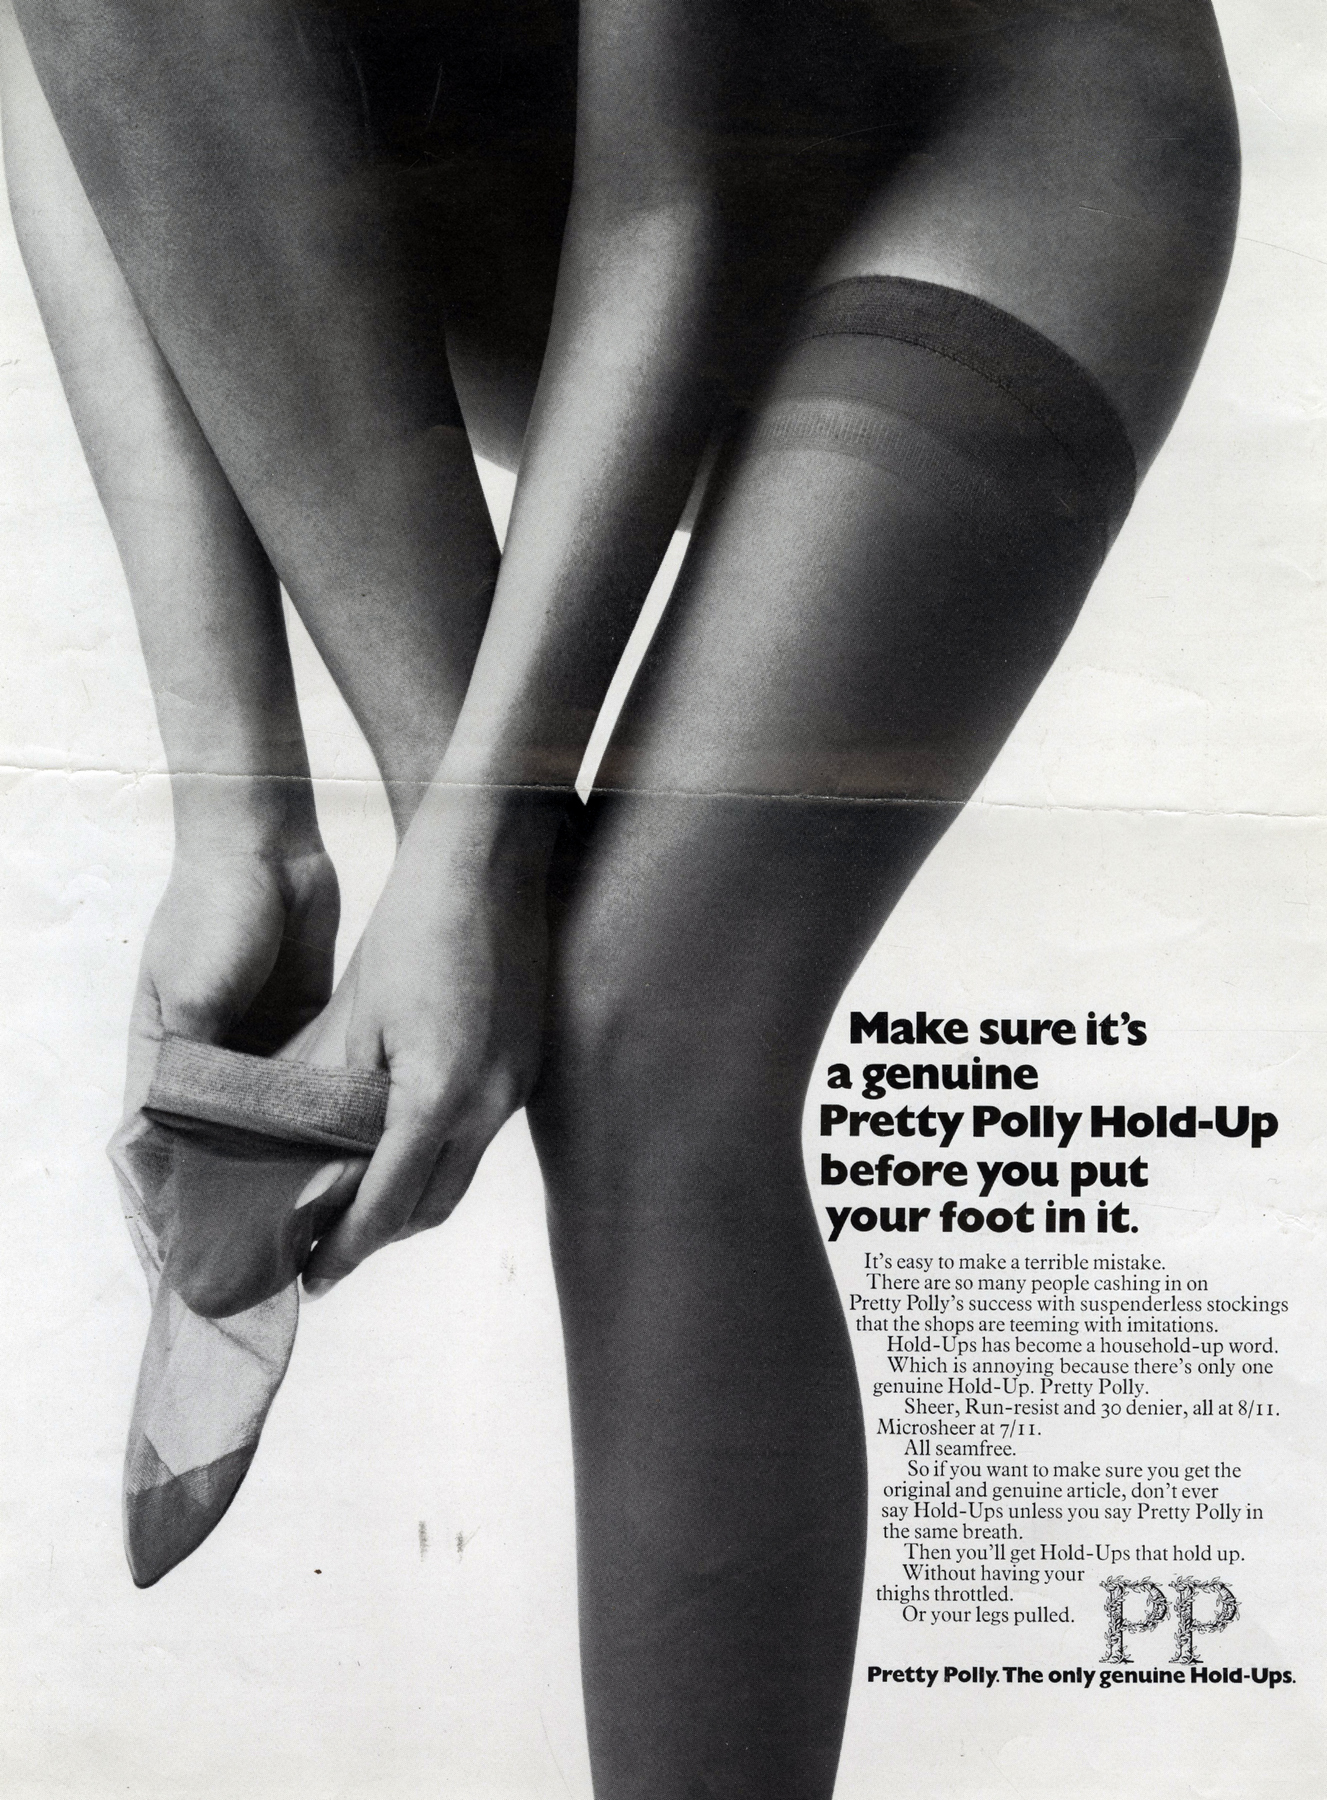 Make sure it's
a genuine
Pretty Polly Hold-Up
before you put
your foot in it.
It's easy to make a terrible mistake.
There are so many people cashing in on
Pretty Polly's success with suspenderless stockings
that the shops are teeming with imitations.
Hold-Ups has become a household-up word.
Which is annoying because there's only one
genuine Hold-Up. Pretty Polly.
Sheer, Run-resist and 30 denier, all at 8/11.
Microsheer at 7/11.
All seamfree.
So if you want to make sure you get the
original and genuine article, don't ever
say Hold-Ups unless you say Pretty Polly in
the same breath.
Then you'll get Hold-Ups that hold up.
Without having your
thighs throttled.
Or your legs pulled.
PP
Pretty Polly. The only genuine Hold-Ups.